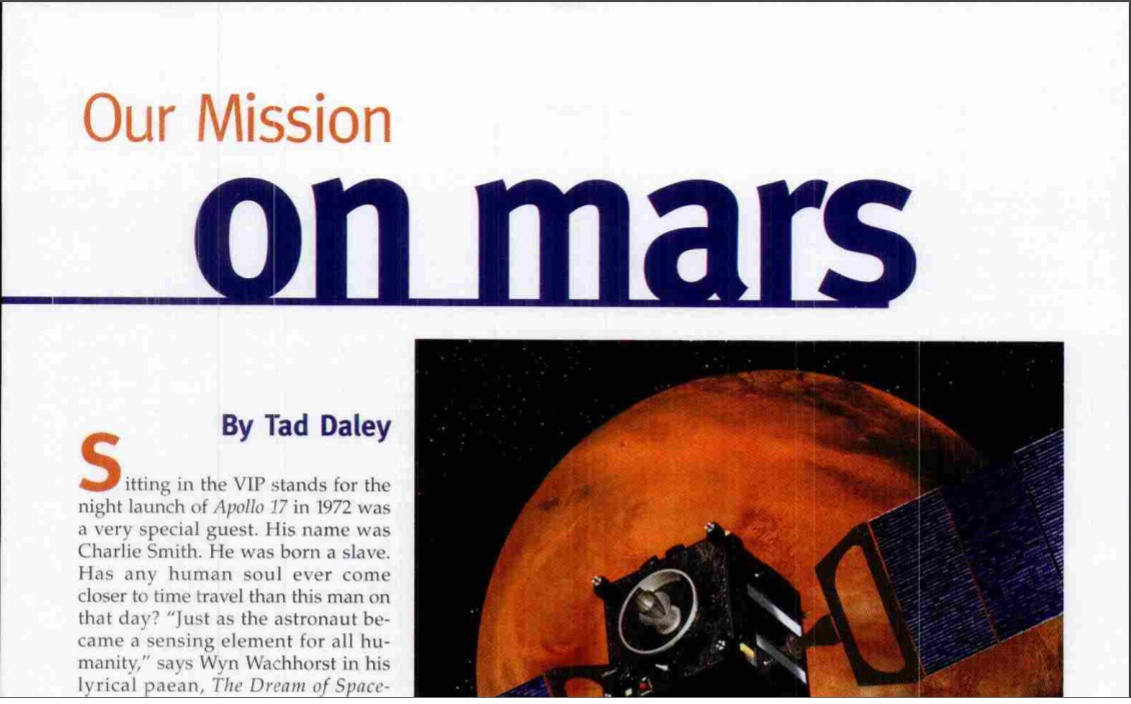 Our Mission
on mars
By Tad Daley
Sitting in the VIP stands for the
night launch of Apollo 17 in 1972 was
a very special guest. His name was
Charlie Smith. He was born a slave.
Has any human soul ever come
closer to time travel than this man on
that day? “Just as the astronaut be-
came a sensing element for all hu-
manity,” says Wyn Wachhorst in his
lyrical paean, The Dream of Space-